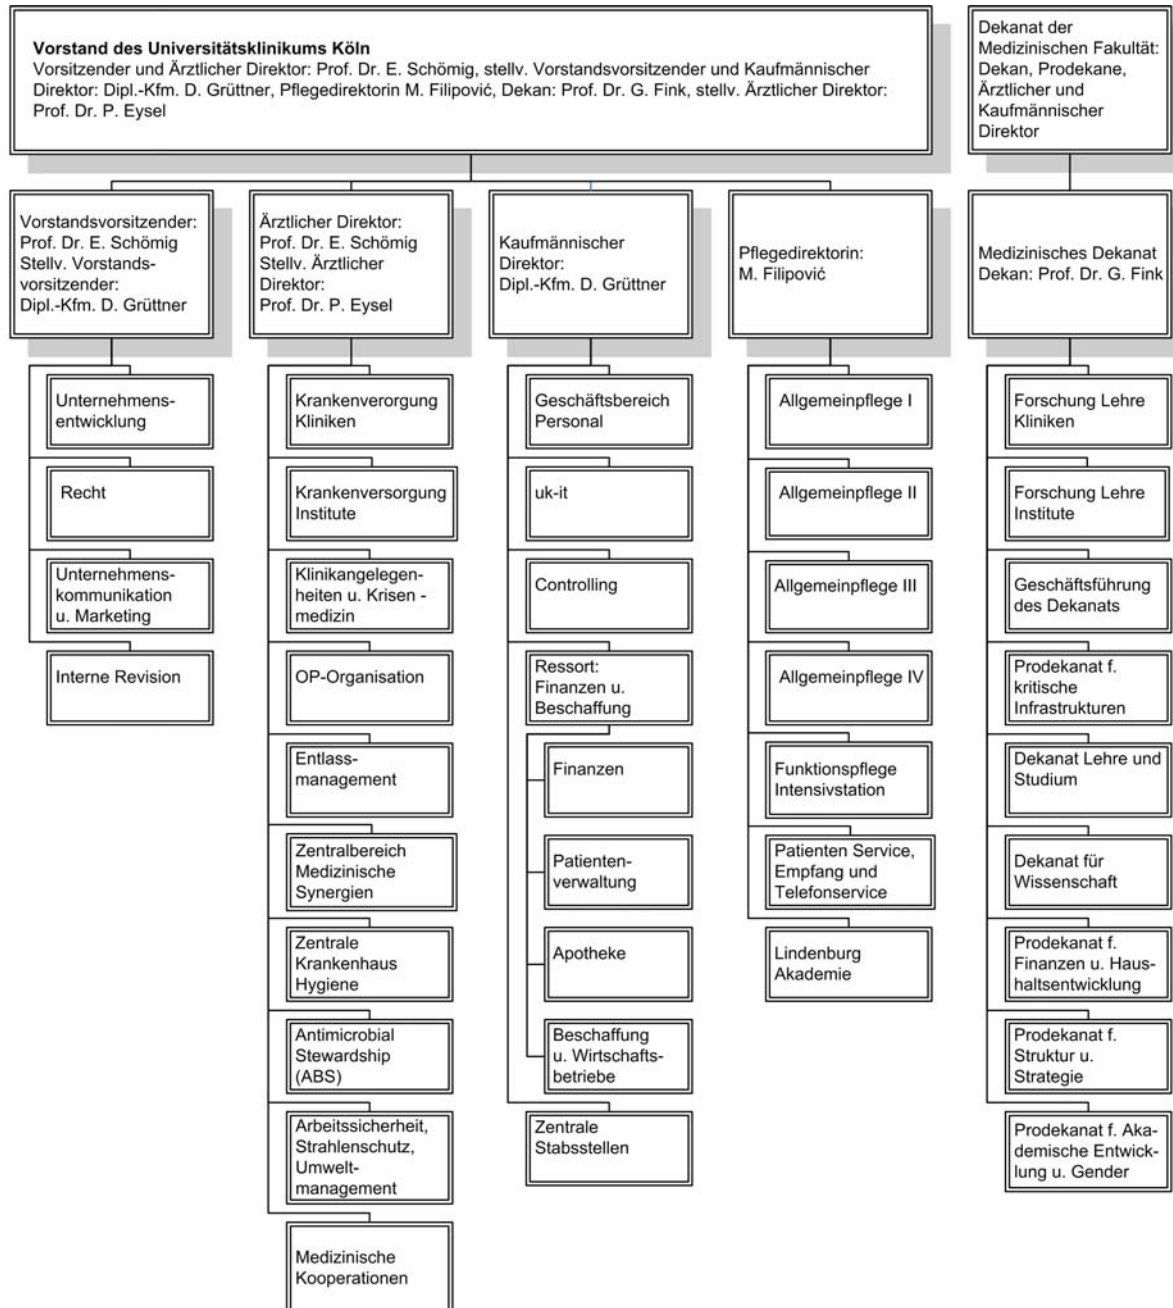 Vorstand des Universitätsklinikums Köln
Vorsitzender und Ärztlicher Direktor: Prof. Dr. E. Schömig, stellv. Vorstandsvorsitzender und Kaufmännischer
Direktor: Dipl.-Kfm. D. Grüttner, Pflegedirektorin M. Filipović, Dekan: Prof. Dr. G. Fink, stellv. Ärztlicher Direktor:
Prof. Dr. P. Eysel
Dekanat der
Medizinischen Fakultät:
Dekan, Prodekane,
Ärztlicher und
Kaufmännischer
Direktor
Vorstandsvorsitzender:
Prof. Dr. E. Schömig
Stellv. Vorstands-
vorsitzender:
Dipl.-Kfm. D. Grüttner
Ärztlicher Direktor:
Prof. Dr. E. Schömig
Stellv. Ärztlicher
Direktor:
Prof. Dr. P. Eysel
Kaufmännischer
Direktor:
Dipl.-Kfm. D. Grüttner
Pflegedirektorin:
M. Filipović
Medizinisches Dekanat
Dekan: Prof. Dr. G. Fink
Unternehmens-
entwicklung
Recht
Unternehmens-
kommunikation
u. Marketing
Interne Revision
Krankenverorgung
Kliniken
Krankenversorgung
Institute
Klinikangelegen-
heiten u. Krisen -
medizin
OP-Organisation
Entlass-
management
Zentralbereich
Medizinische
Synergien
Zentrale
Krankenhaus
Hygiene
Antimicrobial
Stewardship
(ABS)
Arbeitssicherheit,
Strahlenschutz,
Umwelt-
management
Medizinische
Kooperationen
Geschäftsbereich
Personal
uk-it
Controlling
Ressort:
Finanzen u.
Beschaffung
Finanzen
Patienten-
verwaltung
Apotheke
Beschaffung
u. Wirtschafts-
betriebe
Zentrale
Stabsstellen
Allgemeinpflege I
Allgemeinpflege II
Allgemeinpflege III
Allgemeinpflege IV
Funktionspflege
Intensivstation
Patienten Service,
Empfang und
Telefonservice
Lindenburg
Akademie
Forschung Lehre
Kliniken
Forschung Lehre
Institute
Geschäftsführung
des Dekanats
Prodekanat f.
kritische
Infrastrukturen
Dekanat Lehre und
Studium
Dekanat für
Wissenschaft
Prodekanat f.
Finanzen u. Haus-
haltsentwicklung
Prodekanat f.
Struktur u.
Strategie
Prodekanat f. Aka-
demische Entwick-
lung u. Gender